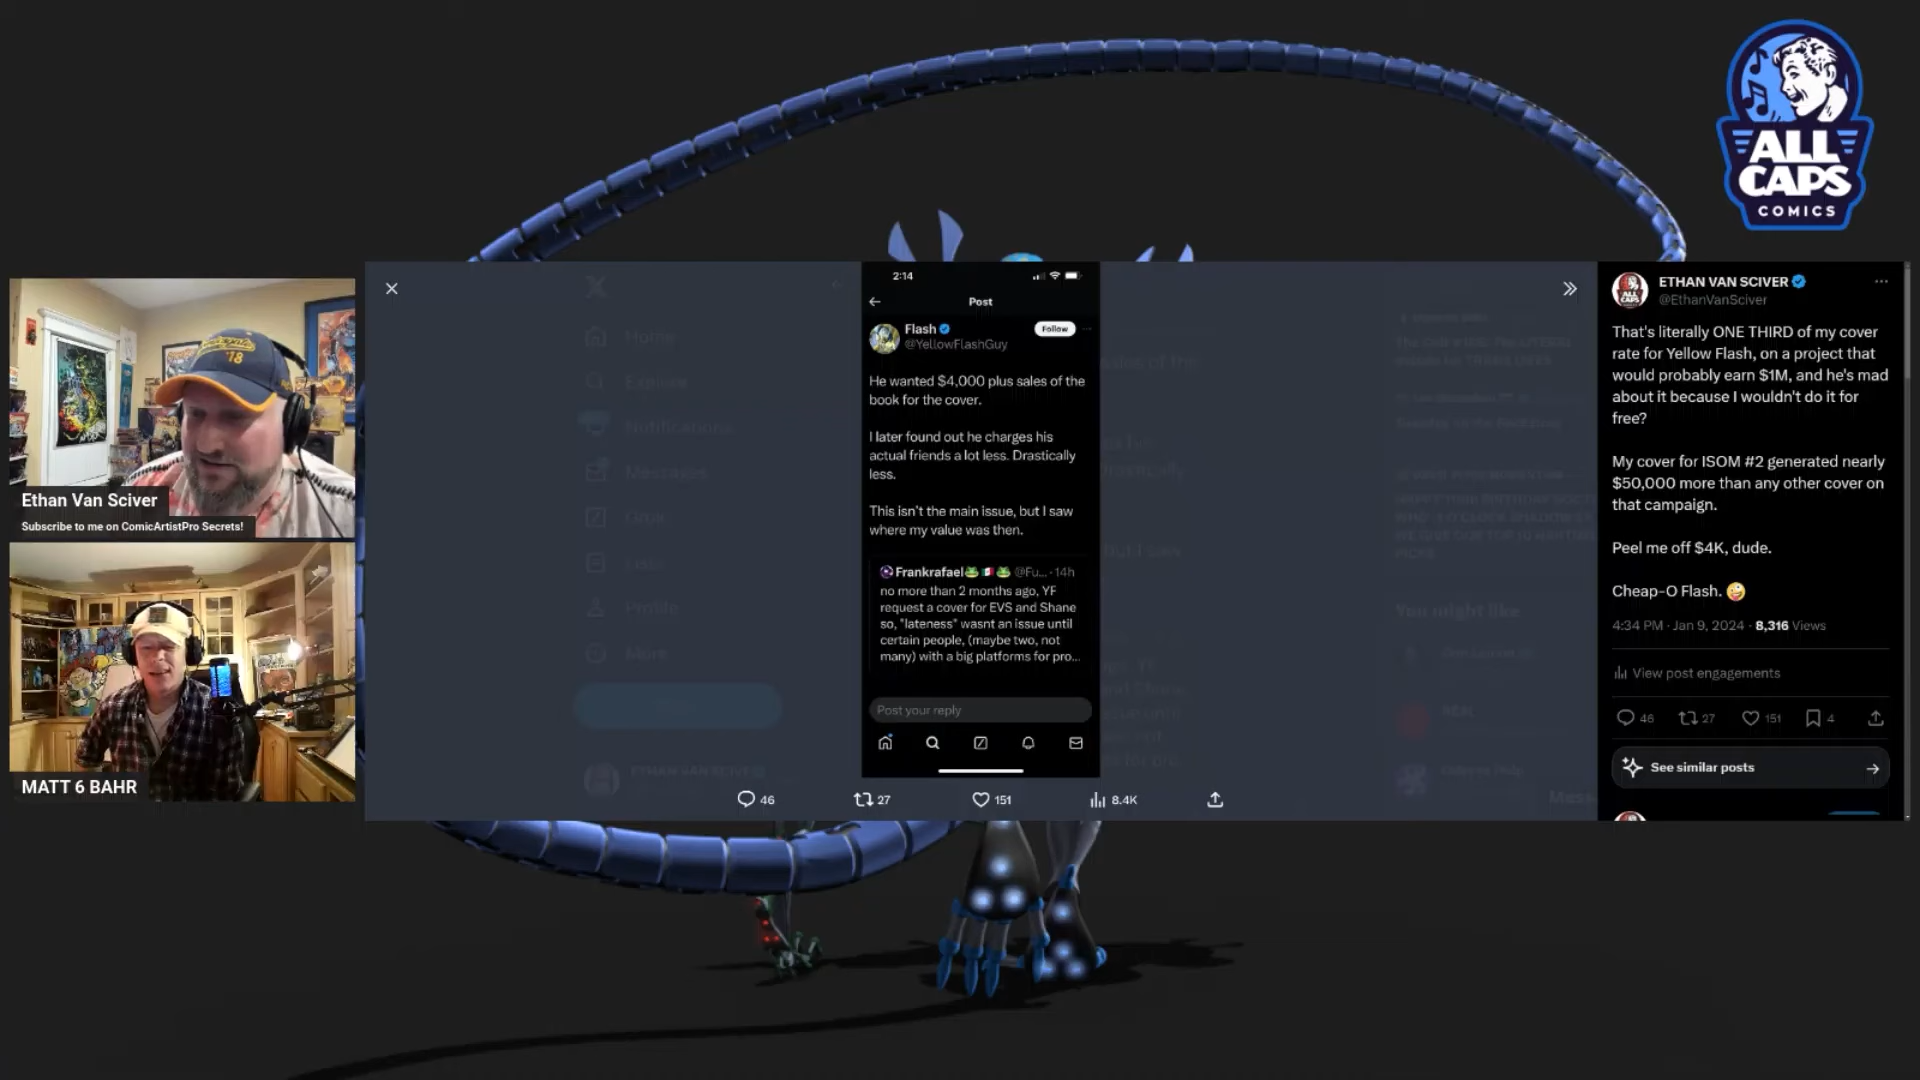 ALL
CAPS
COMICS
'18
Ethan Van Sciver
Subscribe to me on ComicArtistPro Secrets!
MATT 6 BAHR
Home
Explore
Notifications
Messages
Grok
Profile
More
2:14
Post
Flash
@YellowFlashGuy
Follow
He wanted $4,000 plus sales of the
book for the cover.
I later found out he charges his
actual friends a lot less. Drastically
less.
This isn't the main issue, but I saw
where my value was then.
Frankrafael🐸🇲🇽🐸 @Fu... · 14h
no more than 2 months ago, YF
request a cover for EVS and Shane
so, "lateness" wasnt an issue until
certain people, (maybe two, not
many) with a big platforms for pro...
Post your reply
46
27
151
8.4K
You might like
ETHAN VAN SCIVER
@EthanVanSciver
That's literally ONE THIRD of my cover
rate for Yellow Flash, on a project that
would probably earn $1M, and he's mad
about it because I wouldn't do it for
free?
My cover for ISOM #2 generated nearly
$50,000 more than any other cover on
that campaign.
Peel me off $4K, dude.
Cheap-O Flash. 🤪
4:34 PM · Jan 9, 2024 · 8,316 Views
View post engagements
46
27
151
4
See similar posts